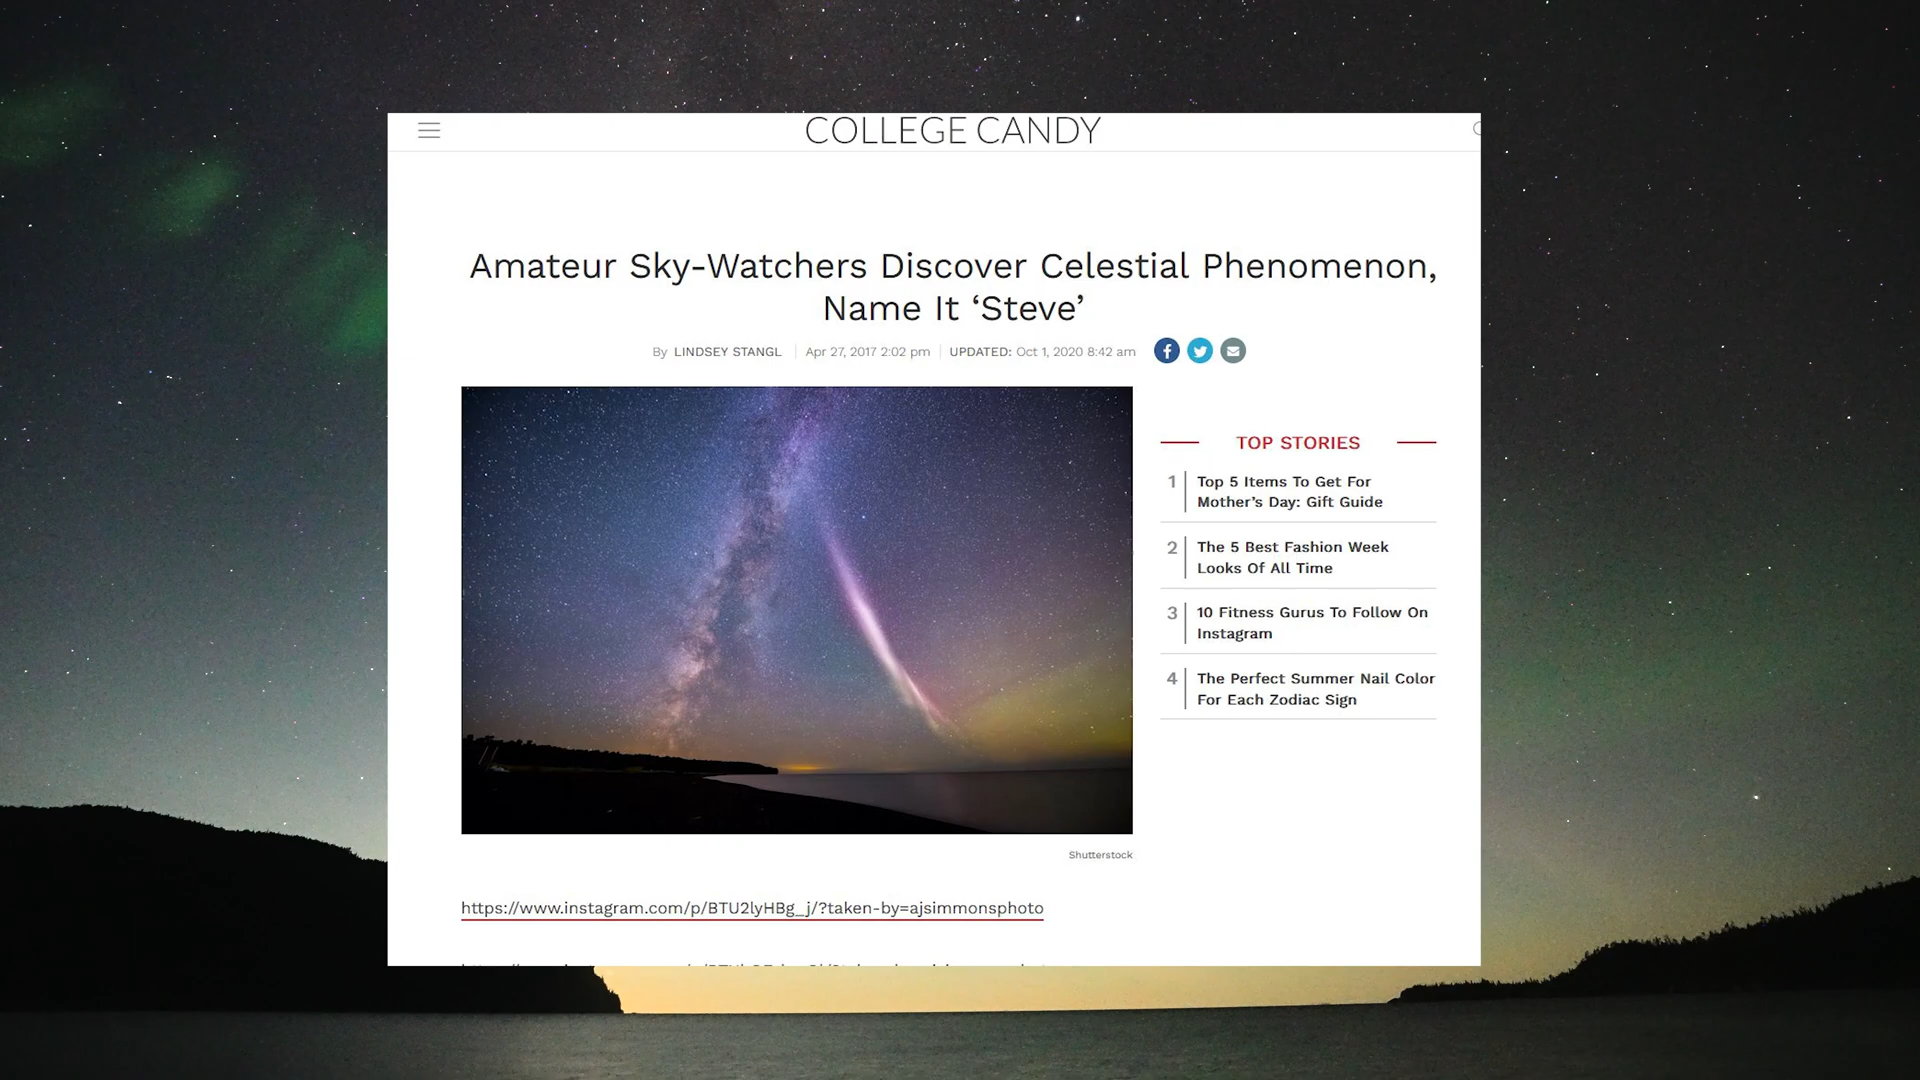 COLLEGE CANDY
Amateur Sky-Watchers Discover Celestial Phenomenon,
Name It ‘Steve’
By LINDSEY STANGL Apr 27, 2017 2:02 pm UPDATED: Oct 1, 2020 8:42 am
TOP STORIES
1 Top 5 Items To Get For
Mother’s Day: Gift Guide
2 The 5 Best Fashion Week
Looks Of All Time
3 10 Fitness Gurus To Follow On
Instagram
4 The Perfect Summer Nail Color
For Each Zodiac Sign
Shutterstock
https://www.instagram.com/p/BTU2lyHBg_j/?taken-by=ajsimmonsphoto